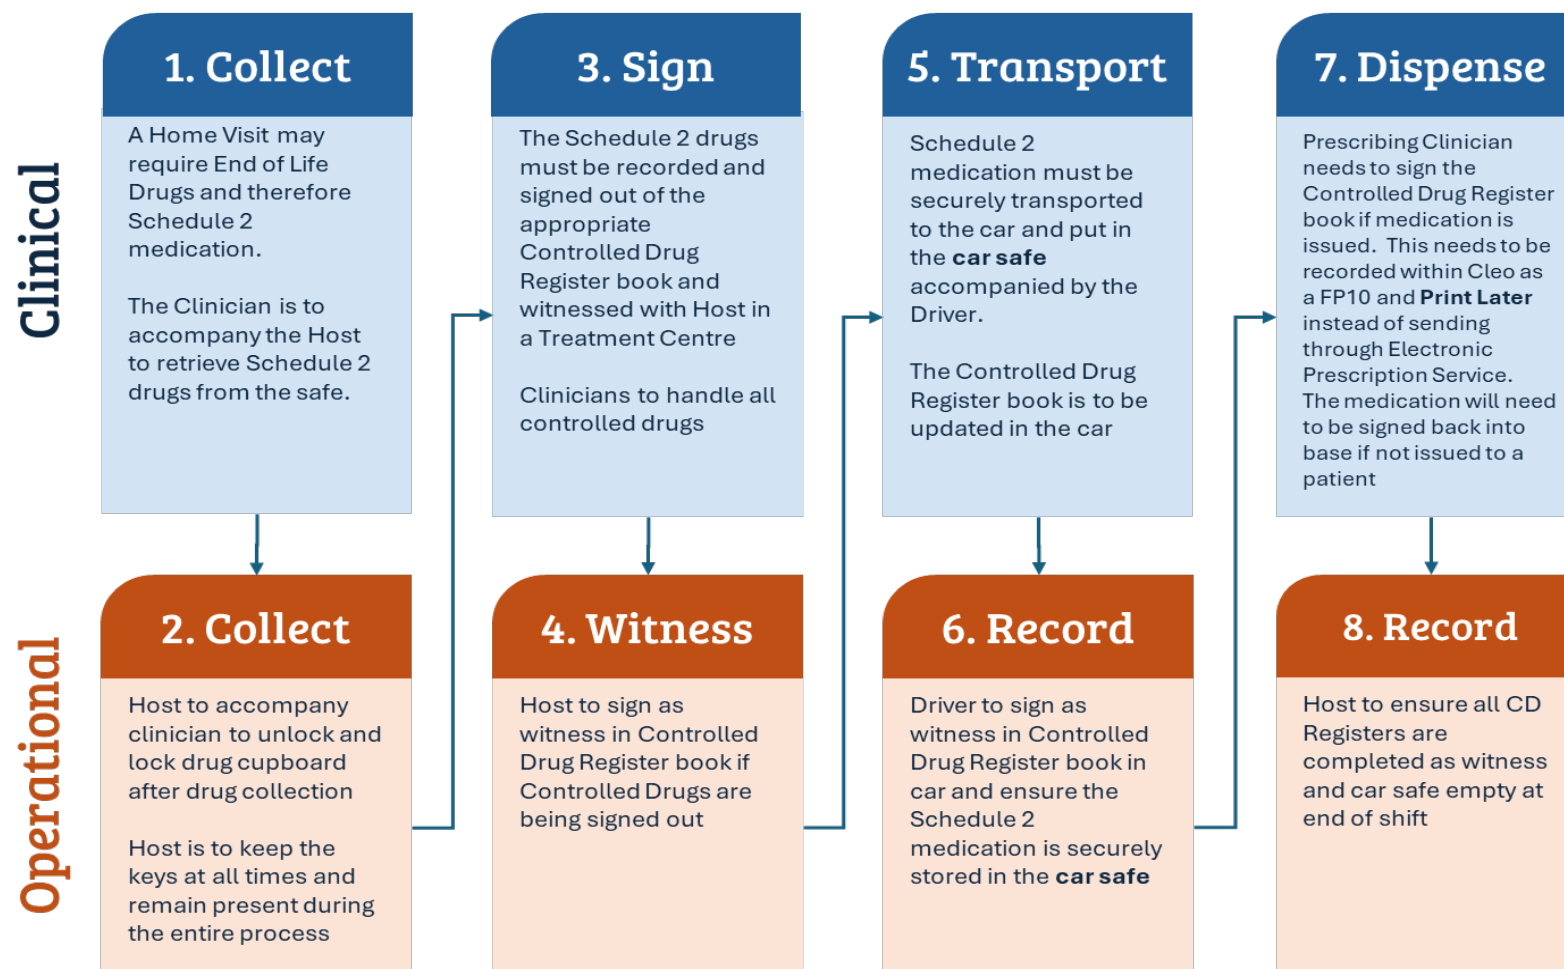 Clinical
1. Collect
A Home Visit may
require End of Life
Drugs and therefore
Schedule 2
medication.
The Clinician is to
accompany the Host
to retrieve Schedule 2
drugs from the safe.
2. Collect
Host to accompany
clinician to unlock and
lock drug cupboard
after drug collection
Host is to keep the
keys at all times and
remain present during
the entire process
3. Sign
The Schedule 2 drugs
must be recorded and
signed out of the
appropriate
Controlled Drug
Register book and
witnessed with Host in
a Treatment Centre
Clinicians to handle all
controlled drugs
4. Witness
Host to sign as
witness in Controlled
Drug Register book if
Controlled Drugs are
being signed out
5. Transport
Schedule 2
medication must be
securely transported
to the car and put in
the car safe
accompanied by the
Driver.
The Controlled Drug
Register book is to be
updated in the car
6. Record
Driver to sign as
witness in Controlled
Drug Register book in
car and ensure the
Schedule 2
medication is securely
stored in the car safe
7. Dispense
Prescribing Clinician
needs to sign the
Controlled Drug Register
book if medication is
issued. This needs to be
recorded within Cleo as
a FP10 and Print Later
instead of sending
through Electronic
Prescription Service.
The medication will need
to be signed back into
base if not issued to a
patient
8. Record
Host to ensure all CD
Registers are
completed as witness
and car safe empty at
end of shift
Operational